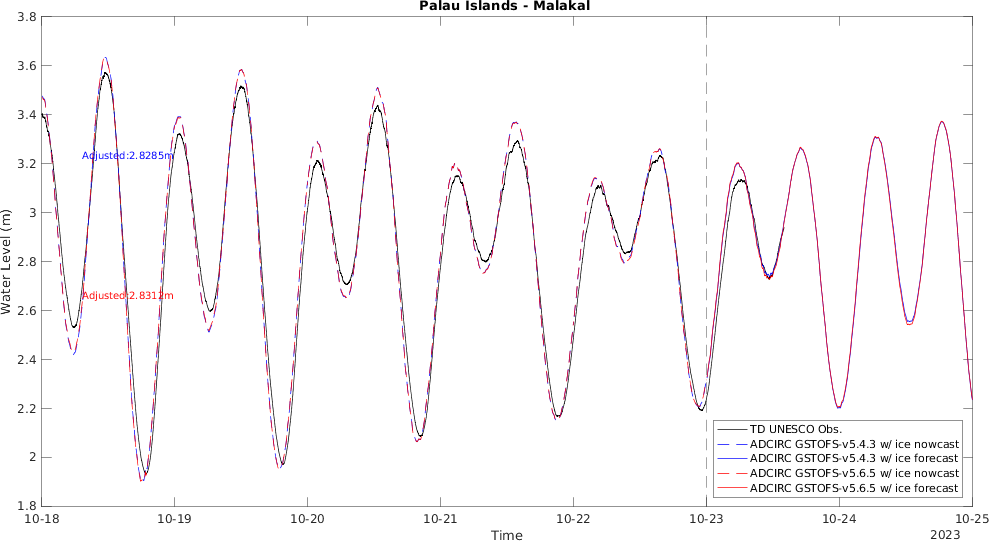 Palau Islands - Malakal
3.8
3.6
3.4
3.2
3
2.8
2.6
2.4
2.2
2
1.8
Water Level (m)
Adjusted:2.8285m
Adjusted:2.8312m
TD UNESCO Obs.
ADCIRC GSTOFS-v5.4.3 w/ ice nowcast
ADCIRC GSTOFS-v5.4.3 w/ ice forecast
ADCIRC GSTOFS-v5.6.5 w/ ice nowcast
ADCIRC GSTOFS-v5.6.5 w/ ice forecast
10-18 10-19 10-20 10-21 10-22 10-23 10-24 10-25
Time
2023